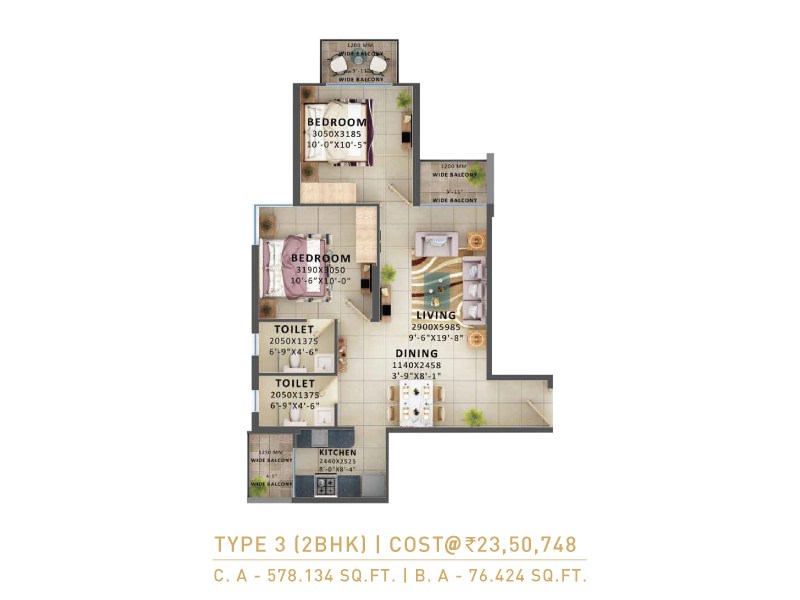 1200 MM
WIDE BALCONY
WIDE BALCONY
BEDROOM
3050X3185
10'-0"X10'-5"
1200 MM
WIDE BALCONY
3'-11"
WIDE BALCONY
BEDROOM
3190X3050
10'-6"X10'-0"
LIVING
2900X5985
9'-6"X19'-8"
TOILET
2050X1375
6'-9"X4'-6"
DINING
1140X2458
3'-9"X8'-1"
TOILET
2050X1375
6'-9"X4'-6"
1250 MM
WIDE BALCONY
4'-1"
WIDE BALCONY
KITCHEN
2440X2525
8'-0"X8'-4"
TYPE 3 (2BHK) | COST@ ₹23,50,748
C. A - 578.134 SQ.FT. | B. A - 76.424 SQ.FT.